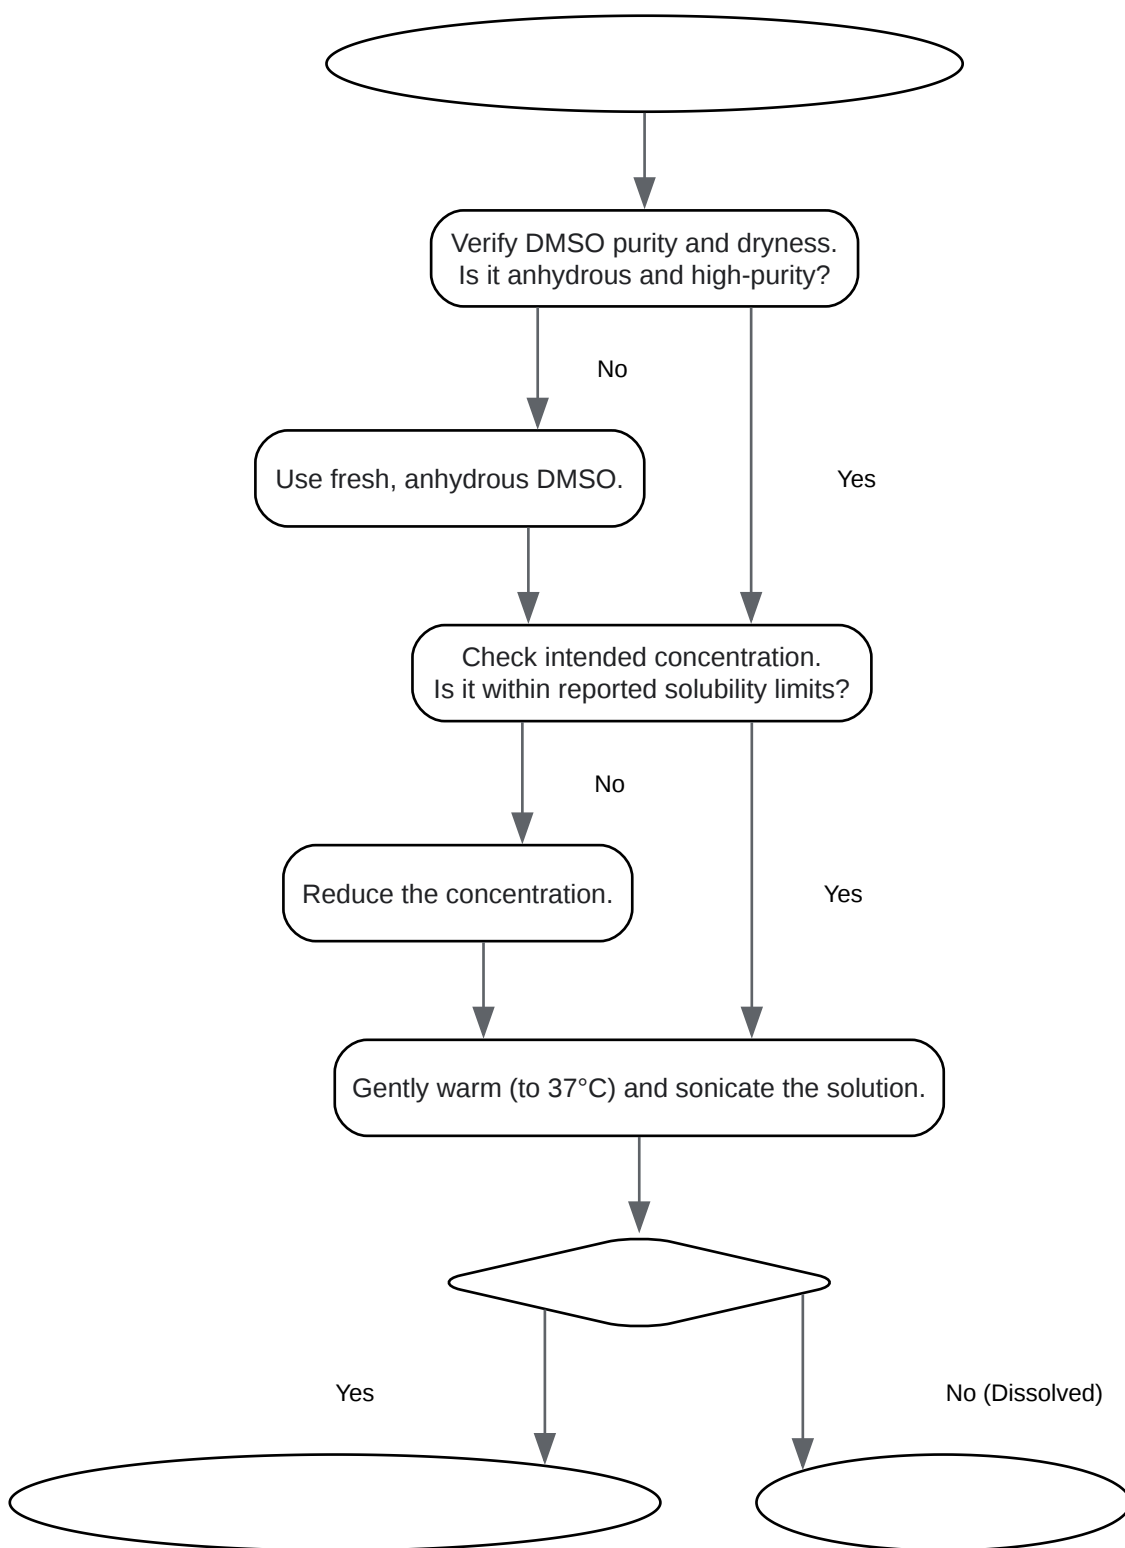 Verify DMSO purity and dryness.
Is it anhydrous and high-purity?
No
Use fresh, anhydrous DMSO.
Yes
Check intended concentration.
Is it within reported solubility limits?
No
Reduce the concentration.
Yes
Gently warm (to 37°C) and sonicate the solution.
Yes
No (Dissolved)